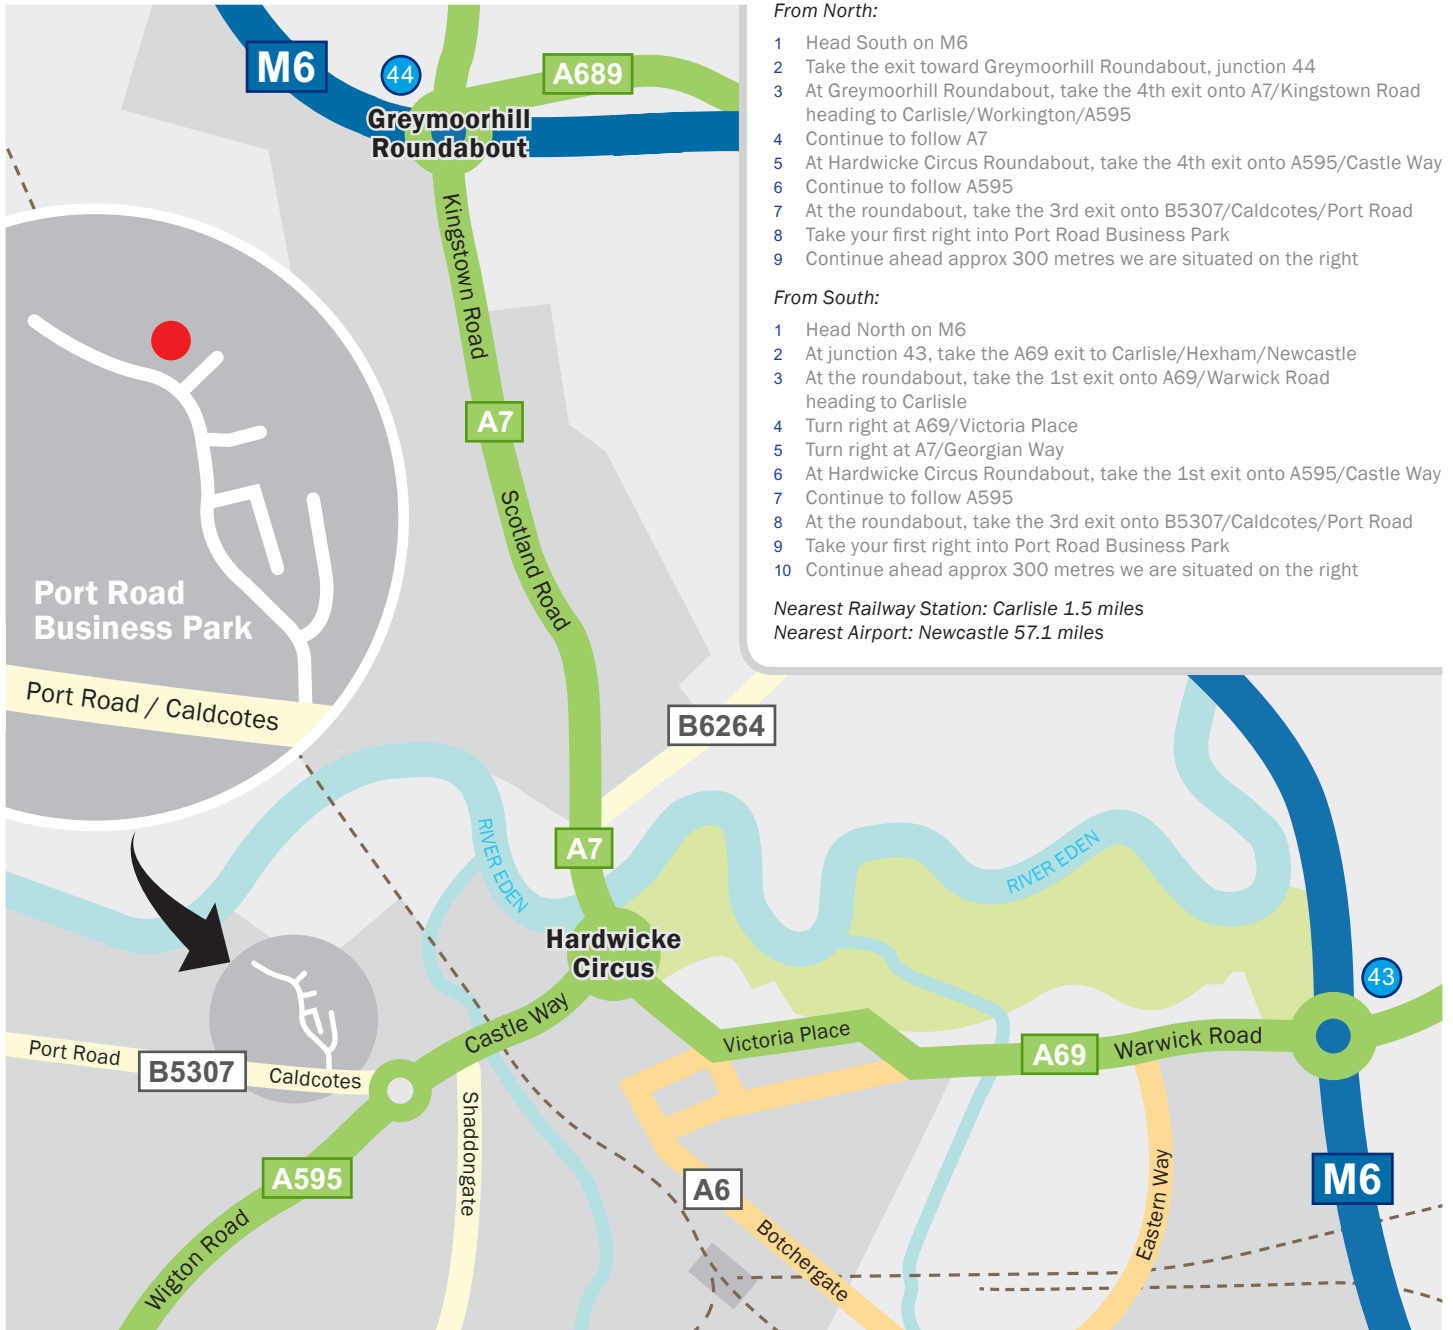 From North:
1 Head South on M6
2 Take the exit toward Greymoorhill Roundabout, junction 44
3 At Greymoorhill Roundabout, take the 4th exit onto A7/Kingstown Road
heading to Carlisle/Workington/A595
4 Continue to follow A7
5 At Hardwicke Circus Roundabout, take the 4th exit onto A595/Castle Way
6 Continue to follow A595
7 At the roundabout, take the 3rd exit onto B5307/Caldcotes/Port Road
8 Take your first right into Port Road Business Park
9 Continue ahead approx 300 metres we are situated on the right
From South:
1 Head North on M6
2 At junction 43, take the A69 exit to Carlisle/Hexham/Newcastle
3 At the roundabout, take the 1st exit onto A69/Warwick Road
heading to Carlisle
4 Turn right at A69/Victoria Place
5 Turn right at A7/Georgian Way
6 At Hardwicke Circus Roundabout, take the 1st exit onto A595/Castle Way
7 Continue to follow A595
8 At the roundabout, take the 3rd exit onto B5307/Caldcotes/Port Road
9 Take your first right into Port Road Business Park
10 Continue ahead approx 300 metres we are situated on the right
Nearest Railway Station: Carlisle 1.5 miles
Nearest Airport: Newcastle 57.1 miles
M6
44
A689
Greymoorhill
Roundabout
Kingstown Road
A7
Scotland Road
Port Road
Business Park
Port Road / Caldcotes
B6264
A7
RIVER EDEN
RIVER EDEN
Hardwicke
Circus
43
Castle Way
Victoria Place
A69
Warwick Road
Port Road
B5307
Caldcotes
Shaddongate
A595
Wigton Road
A6
Botchergate
Eastern Way
M6